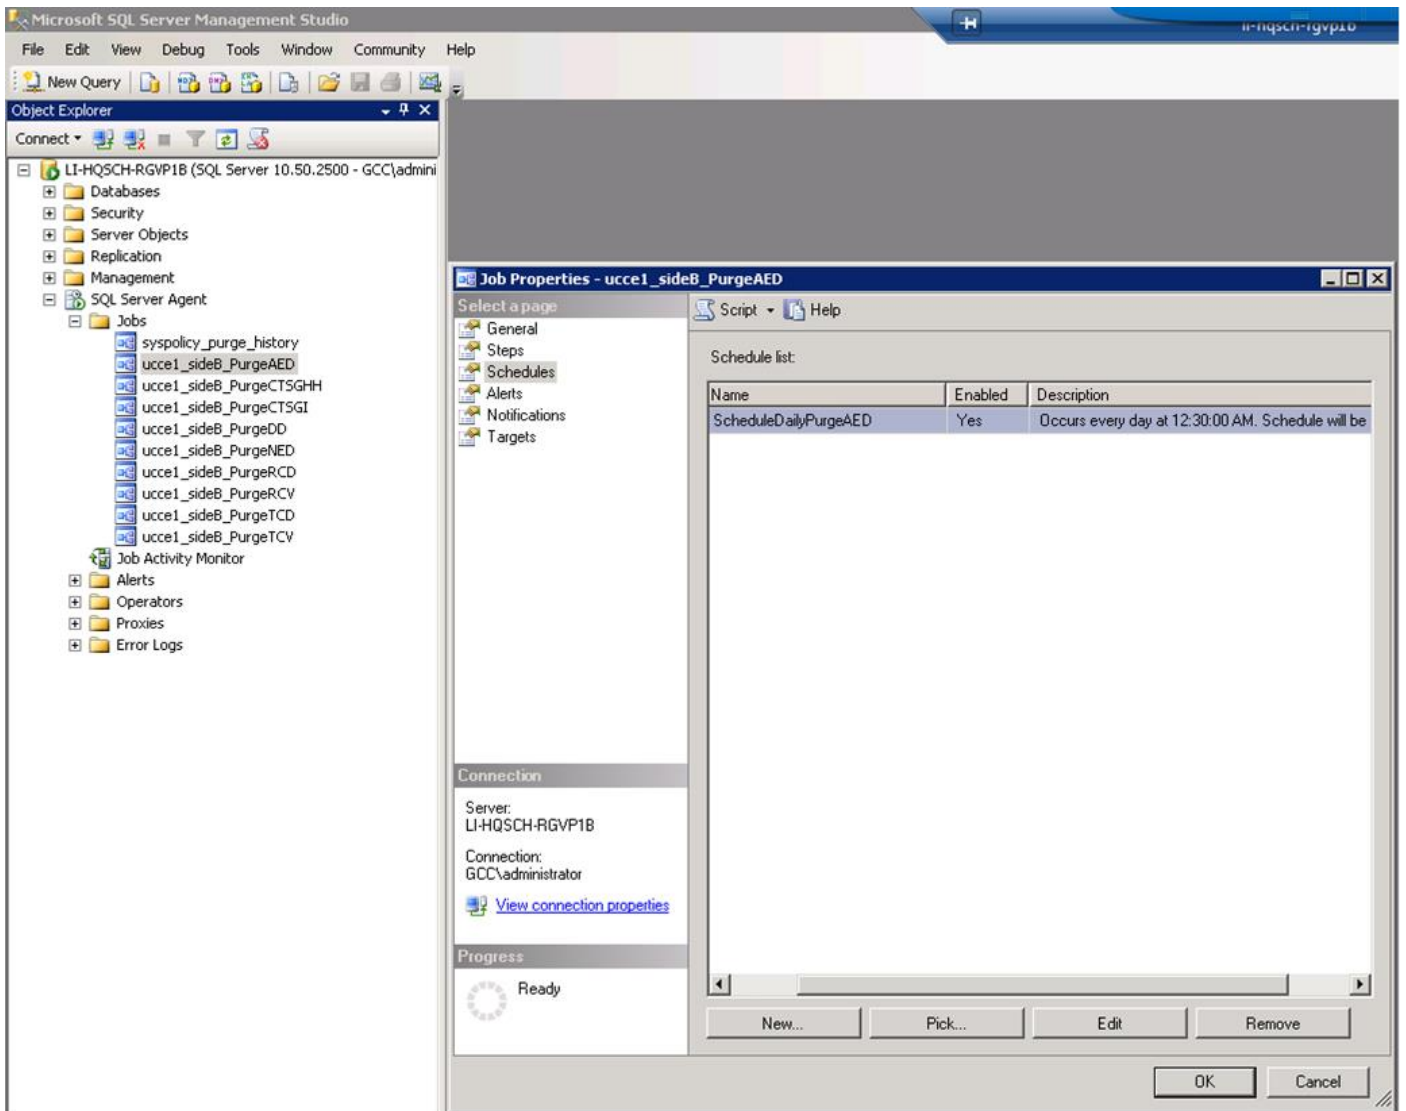 Microsoft SQL Server Management Studio
li-hqsch-rgvp1b
File Edit View Debug Tools Window Community Help
New Query
Object Explorer
Connect
LI-HQSCH-RGVP1B (SQL Server 10.50.2500 - GCC\admini
Databases
Security
Server Objects
Replication
Management
SQL Server Agent
Jobs
syspolicy_purge_history
ucce1_sideB_PurgeAED
ucce1_sideB_PurgeCTSGHH
ucce1_sideB_PurgeCTSGI
ucce1_sideB_PurgeDD
ucce1_sideB_PurgeNED
ucce1_sideB_PurgeRCD
ucce1_sideB_PurgeRCV
ucce1_sideB_PurgeTCD
ucce1_sideB_PurgeTCV
Job Activity Monitor
Alerts
Operators
Proxies
Error Logs
Job Properties - ucce1_sideB_PurgeAED
Select a page
General
Steps
Schedules
Alerts
Notifications
Targets
Connection
Server:
LI-HQSCH-RGVP1B
Connection:
GCC\administrator
View connection properties
Progress
Ready
Script Help
Schedule list:
Name Enabled Description
ScheduleDailyPurgeAED Yes Occurs every day at 12:30:00 AM. Schedule will be
New... Pick... Edit Remove
OK Cancel